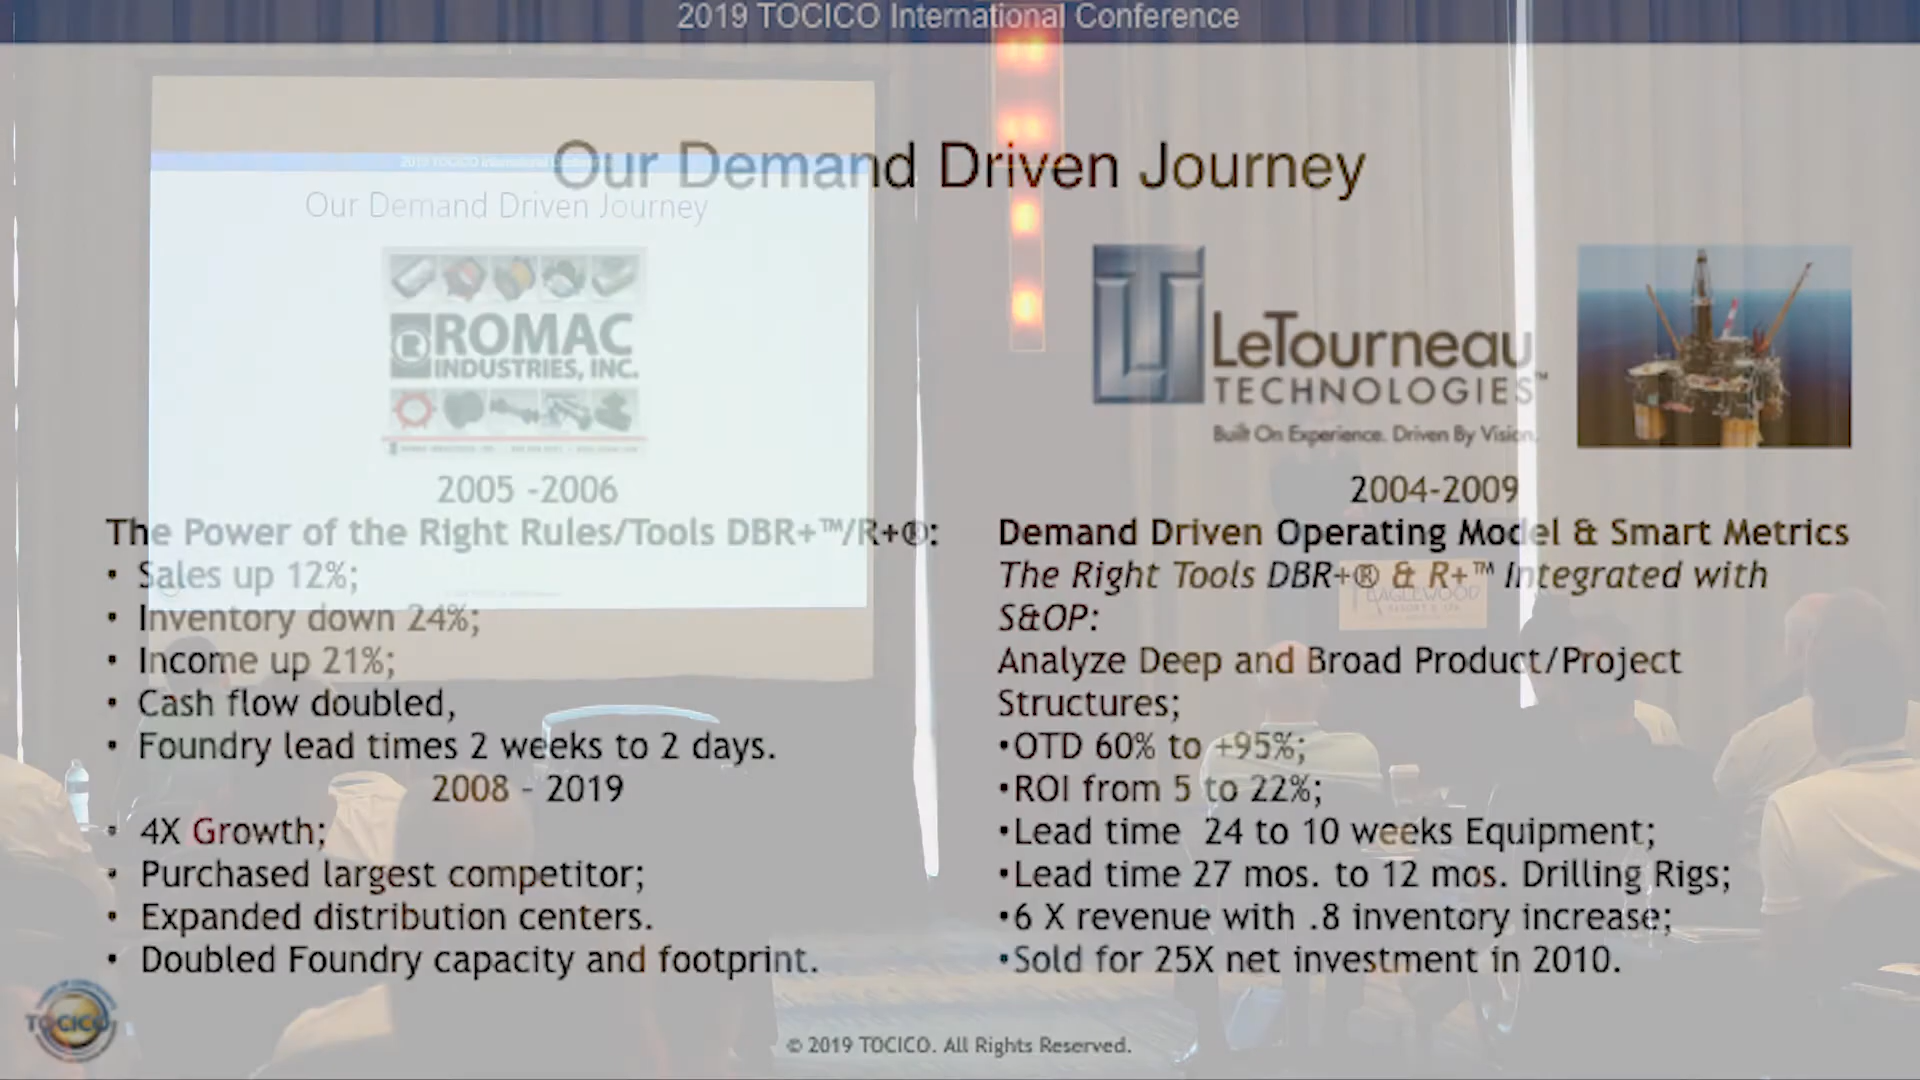 2019 TOCICO International Conference
Our Demand Driven Journey
2019 TOCICO International
Our Demand Driven Journey
ROMAC
INDUSTRIES, INC.
2005 -2006
The Power of the Right Rules/Tools DBR+™/R+®:
• Sales up 12%;
• Inventory down 24%;
• Income up 21%;
• Cash flow doubled,
• Foundry lead times 2 weeks to 2 days.
2008 - 2019
• 4X Growth;
• Purchased largest competitor;
• Expanded distribution centers.
• Doubled Foundry capacity and footprint.
LeTourneau
TECHNOLOGIES™
Built On Experience. Driven By Vision.
2004-2009
Demand Driven Operating Model & Smart Metrics
The Right Tools DBR+® & R+™ Integrated with
S&OP:
Analyze Deep and Broad Product/Project
Structures;
•OTD 60% to +95%;
•ROI from 5 to 22%;
•Lead time 24 to 10 weeks Equipment;
•Lead time 27 mos. to 12 mos. Drilling Rigs;
•6 X revenue with .8 inventory increase;
•Sold for 25X net investment in 2010.
EAGLEWOOD
RESORT & SPA
TOCICO
© 2019 TOCICO. All Rights Reserved.